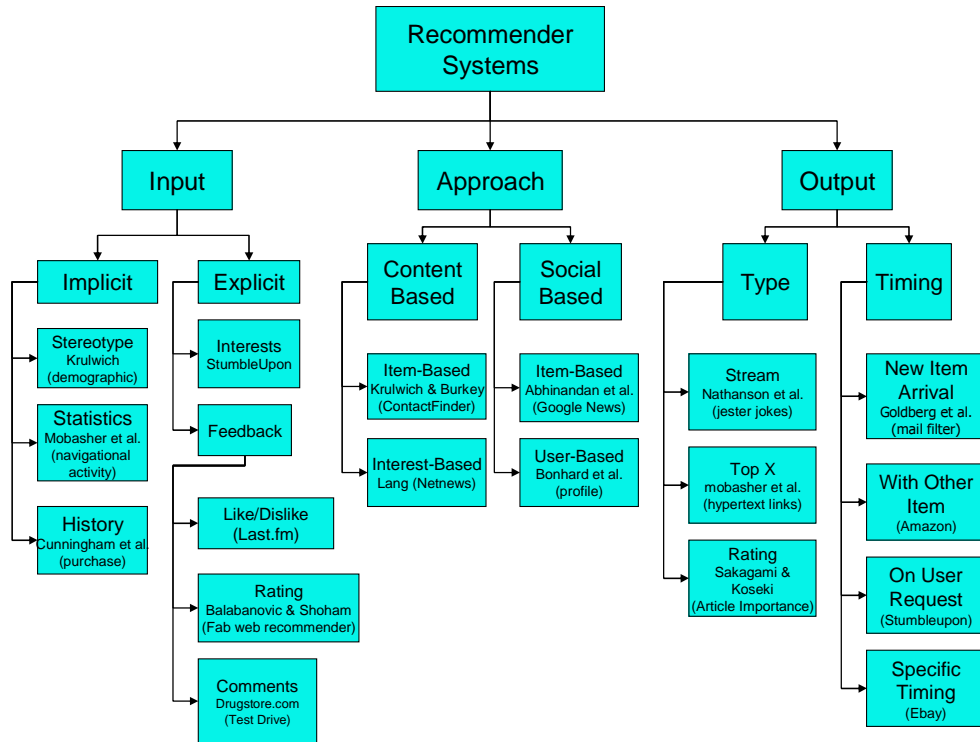 Recommender
Systems
Input
Approach
Output
Implicit
Explicit
Content
Based
Social
Based
Type
Timing
Stereotype
Krulwich
(demographic)
Statistics
Mobasher et al.
(navigational
activity)
History
Cunningham et al.
(purchase)
Interests
StumbleUpon
Feedback
Like/Dislike
(Last.fm)
Rating
Balabanovic & Shoham
(Fab web recommender)
Comments
Drugstore.com
(Test Drive)
Item-Based
Krulwich & Burkey
(ContactFinder)
Interest-Based
Lang (Netnews)
Item-Based
Abhinandan et al.
(Google News)
User-Based
Bonhard et al.
(profile)
Stream
Nathanson et al.
(jester jokes)
Top X
mobasher et al.
(hypertext links)
Rating
Sakagami &
Koseki
(Article Importance)
New Item
Arrival
Goldberg et al.
(mail filter)
With Other
Item
(Amazon)
On User
Request
(Stumbleupon)
Specific
Timing
(Ebay)